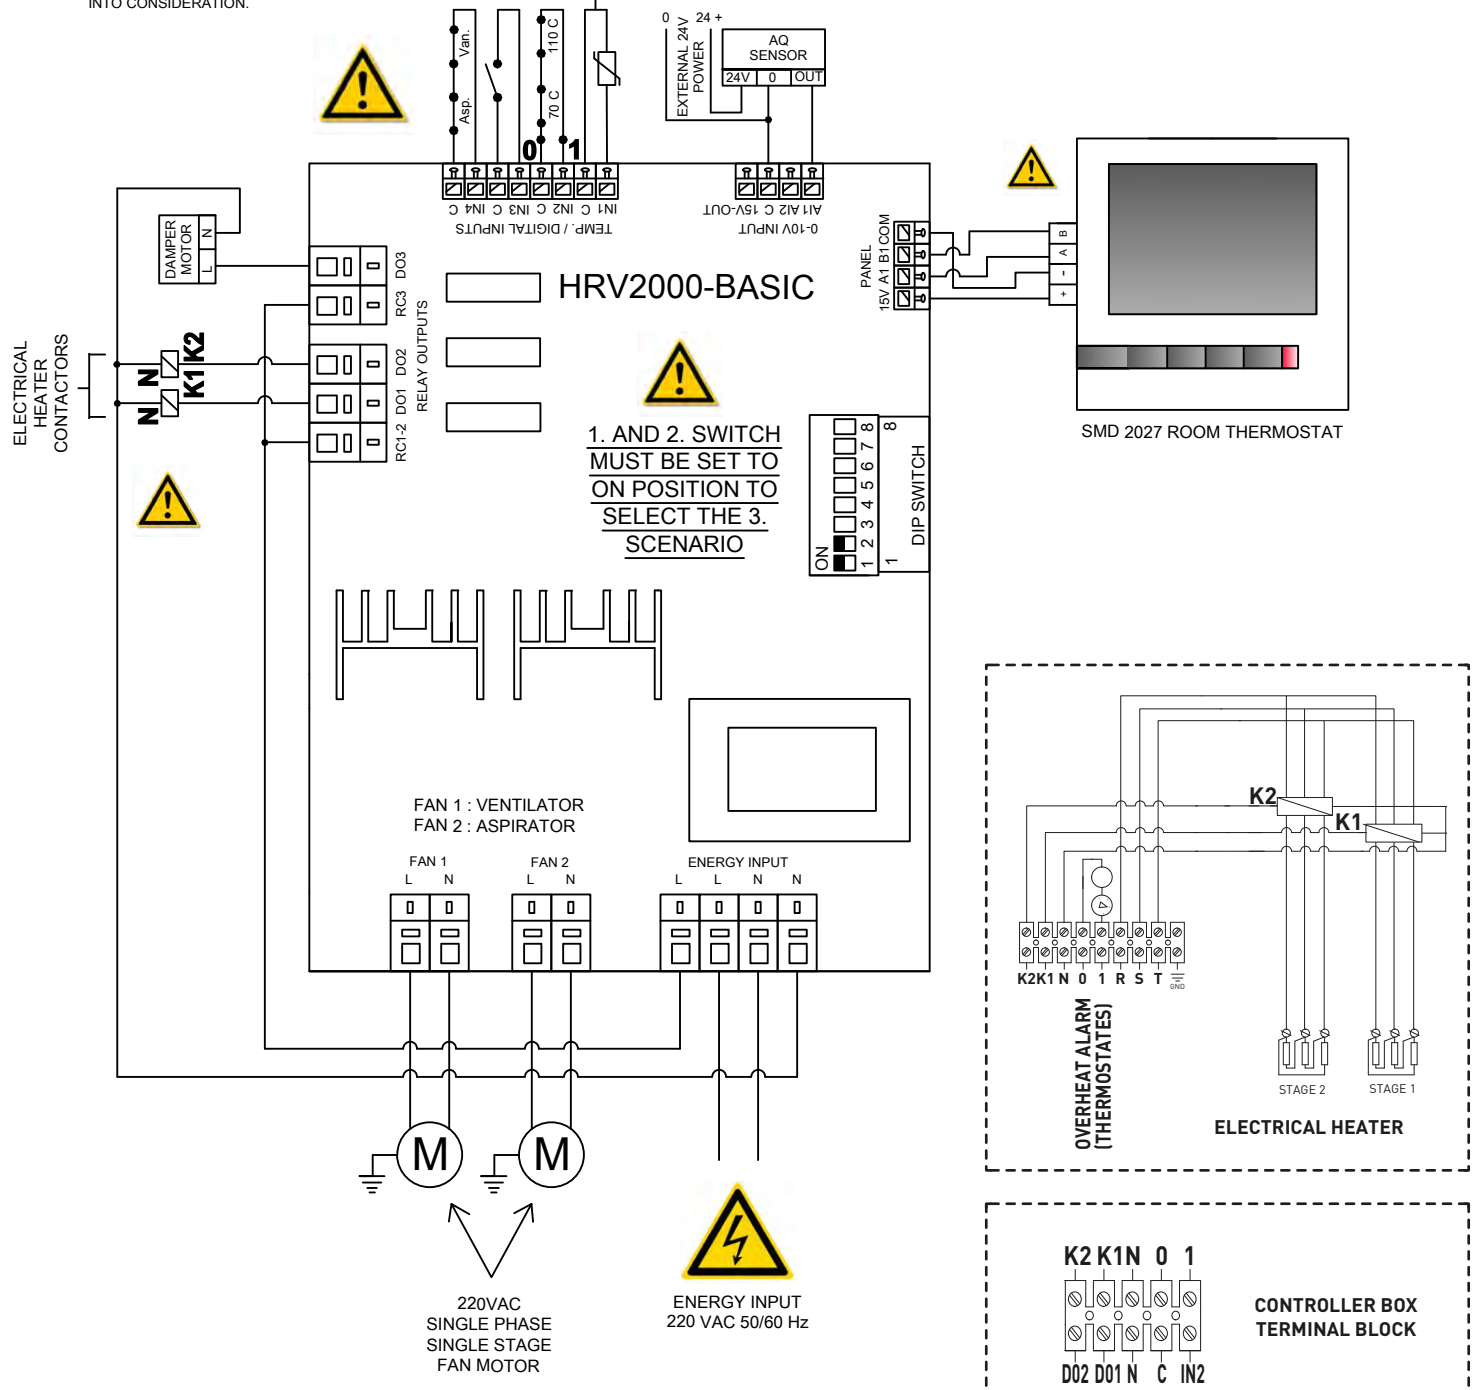 INTO CONSIDERATION.
Asp.
Van.
70 C
110 C
0
1
0
24 +
EXTERNAL 24V
POWER
AQ
SENSOR
24V 0 OUT
C IN4 C IN3 C IN2 C IN1
TEMP. / DIGITAL INPUTS
15V-OUT C AI2 AI1
0-10V INPUT
DAMPER
MOTOR
L N
DO3
RC3
DO2
DO1
RC1-2
RELAY OUTPUTS
HRV2000-BASIC
PANEL
15V A1 B1 COM
B
A
-
+
SMD 2027 ROOM THERMOSTAT
ELECTRICAL
HEATER
CONTACTORS
N
K2
N
K1
1. AND 2. SWITCH
MUST BE SET TO
ON POSITION TO
SELECT THE 3.
SCENARIO
ON
1 2 3 4 5 6 7 8
1
8
DIP SWITCH
FAN 1 : VENTILATOR
FAN 2 : ASPIRATOR
FAN 1
L N
FAN 2
L N
ENERGY INPUT
L L N N
M
M
220VAC
SINGLE PHASE
SINGLE STAGE
FAN MOTOR
ENERGY INPUT
220 VAC 50/60 Hz
K2
K1
K2 K1 N 0 1 R S T
GND
OVERHEAT ALARM
(THERMOSTATES)
STAGE 2
STAGE 1
ELECTRICAL HEATER
K2 K1 N 0 1
CONTROLLER BOX
TERMINAL BLOCK
D02 D01 N C IN2